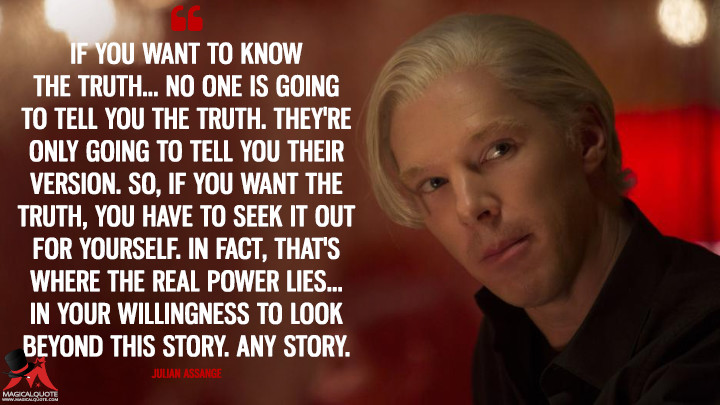 ❝
IF YOU WANT TO KNOW
THE TRUTH... NO ONE IS GOING
TO TELL YOU THE TRUTH. THEY'RE
ONLY GOING TO TELL YOU THEIR
VERSION. SO, IF YOU WANT THE
TRUTH, YOU HAVE TO SEEK IT OUT
FOR YOURSELF. IN FACT, THAT'S
WHERE THE REAL POWER LIES...
IN YOUR WILLINGNESS TO LOOK
BEYOND THIS STORY. ANY STORY.
JULIAN ASSANGE
MAGICALQUOTE
WWW.MAGICALQUOTE.COM